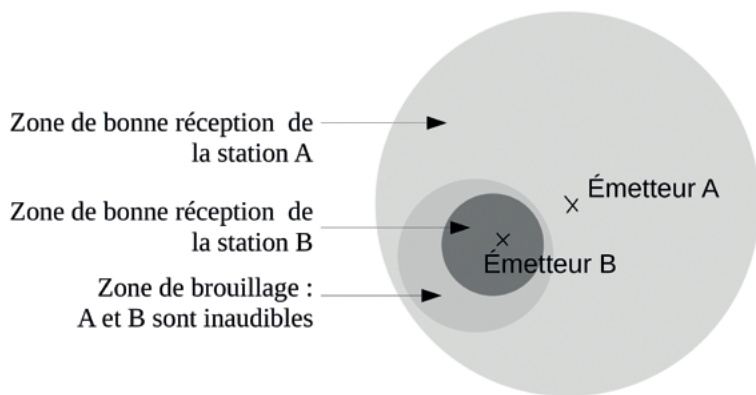 Zone de bonne réception de
la station A
Émetteur A
Zone de bonne réception de
la station B
Émetteur B
Zone de brouillage :
A et B sont inaudibles